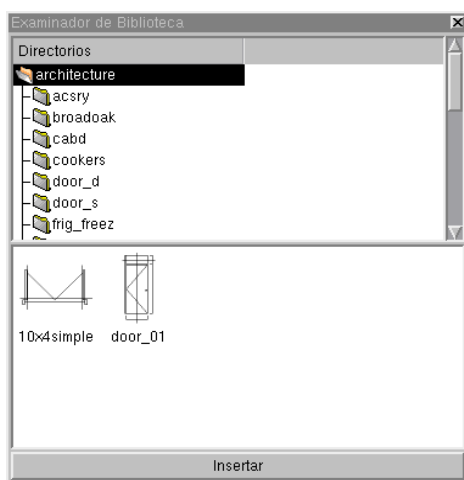 Examinador de Biblioteca
Directorios
architecture
acsry
broadoak
cabd
cookers
door_d
door_s
frig_freez
10x4simple door_01
Insertar